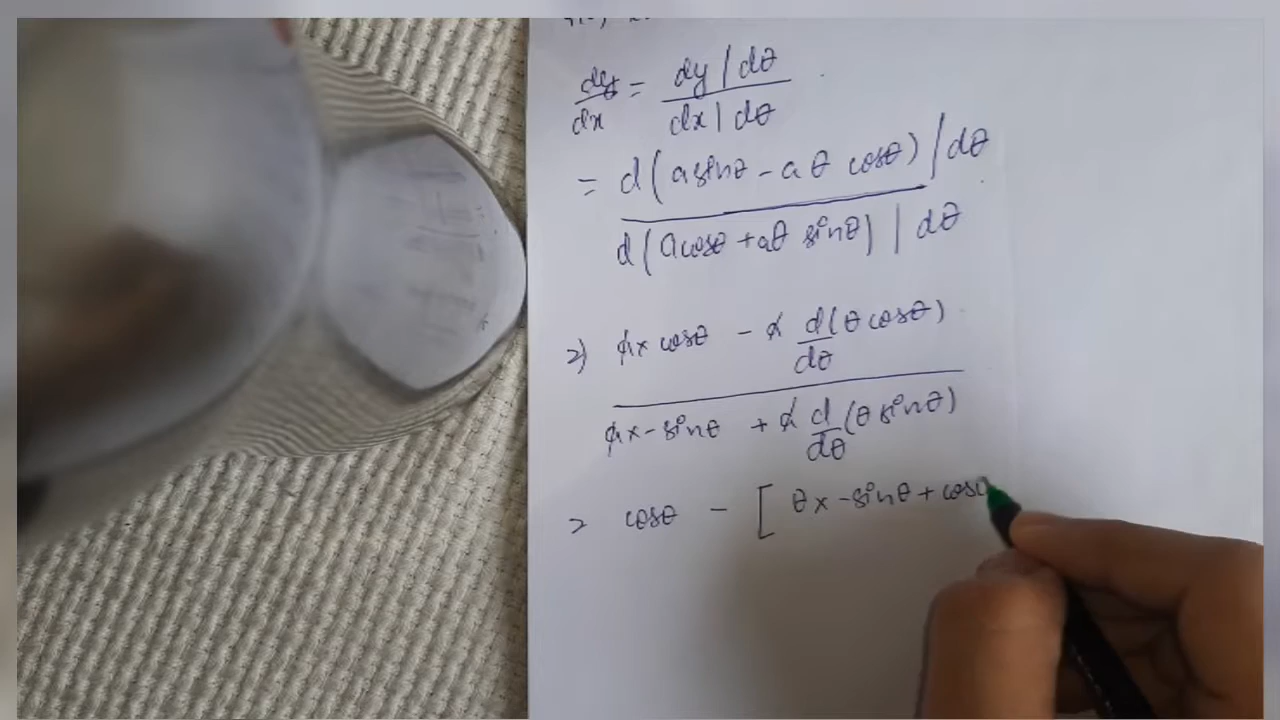 dy/dx = dy | dθ / dx | dθ
= d(a sinθ - a θ cosθ) / dθ
d(a cosθ + aθ sinθ) | dθ
=) a x cosθ - a d(θ cosθ) / dθ
a x - sinθ + a d/dθ (θ sinθ)
=> cosθ - [ θ x - sinθ + cosθ